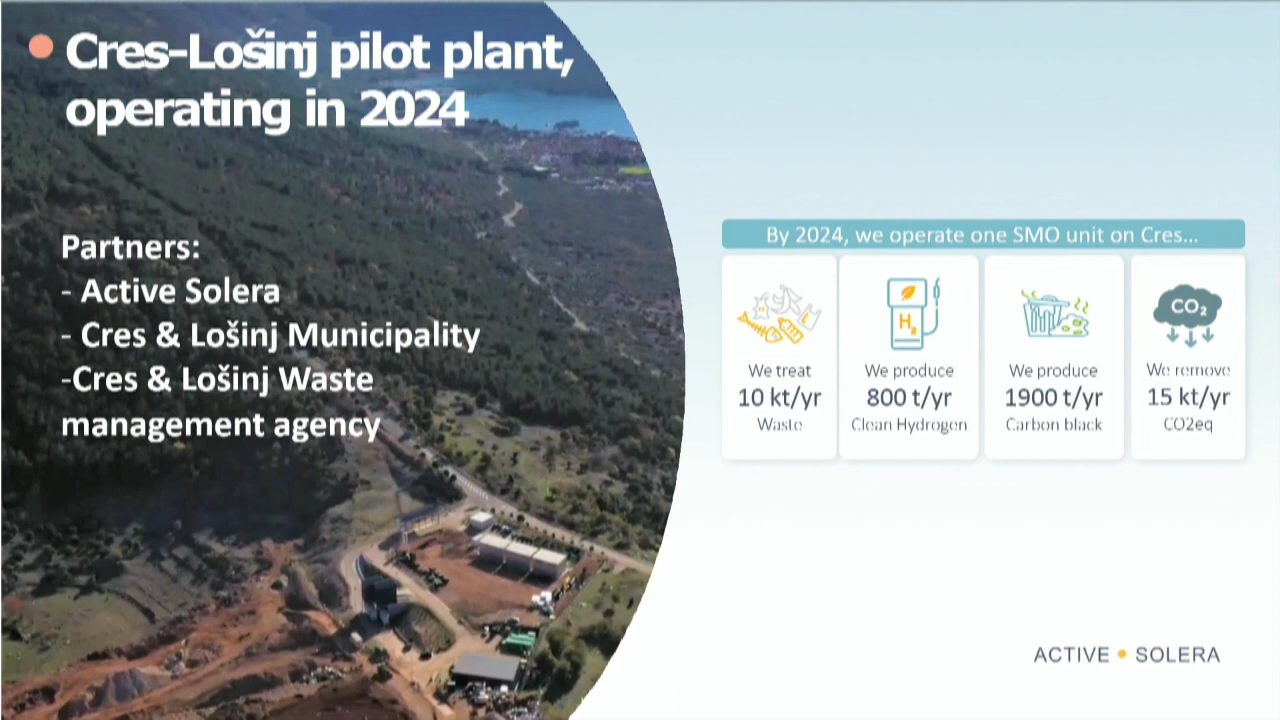 Cres-Lošinj pilot plant,
operating in 2024
Partners:
- Active Solera
- Cres & Lošinj Municipality
-Cres & Lošinj Waste
management agency
By 2024, we operate one SMO unit on Cres...
We treat
10 kt/yr
Waste
H₂
We produce
800 t/yr
Clean Hydrogen
We produce
1900 t/yr
Carbon black
CO₂
We remove
15 kt/yr
CO2eq
ACTIVE • SOLERA